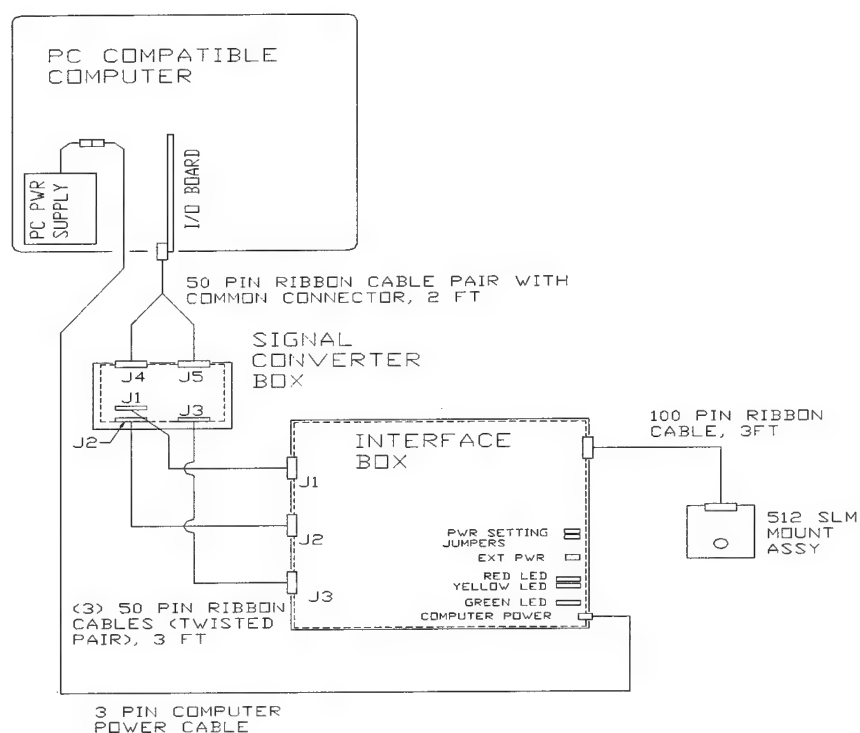 PC COMPATIBLE
COMPUTER
PC PWR
SUPPLY
I/O BOARD
50 PIN RIBBON CABLE PAIR WITH
COMMON CONNECTOR, 2 FT
SIGNAL
CONVERTER
BOX
J4
J5
J1
J3
J2
INTERFACE
BOX
J1
J2
J3
100 PIN RIBBON
CABLE, 3FT
512 SLM
MOUNT
ASSY
PWR SETTING
JUMPERS
EXT PWR
RED LED
YELLOW LED
GREEN LED
COMPUTER POWER
(3) 50 PIN RIBBON
CABLES (TWISTED
PAIR), 3 FT
3 PIN COMPUTER
POWER CABLE